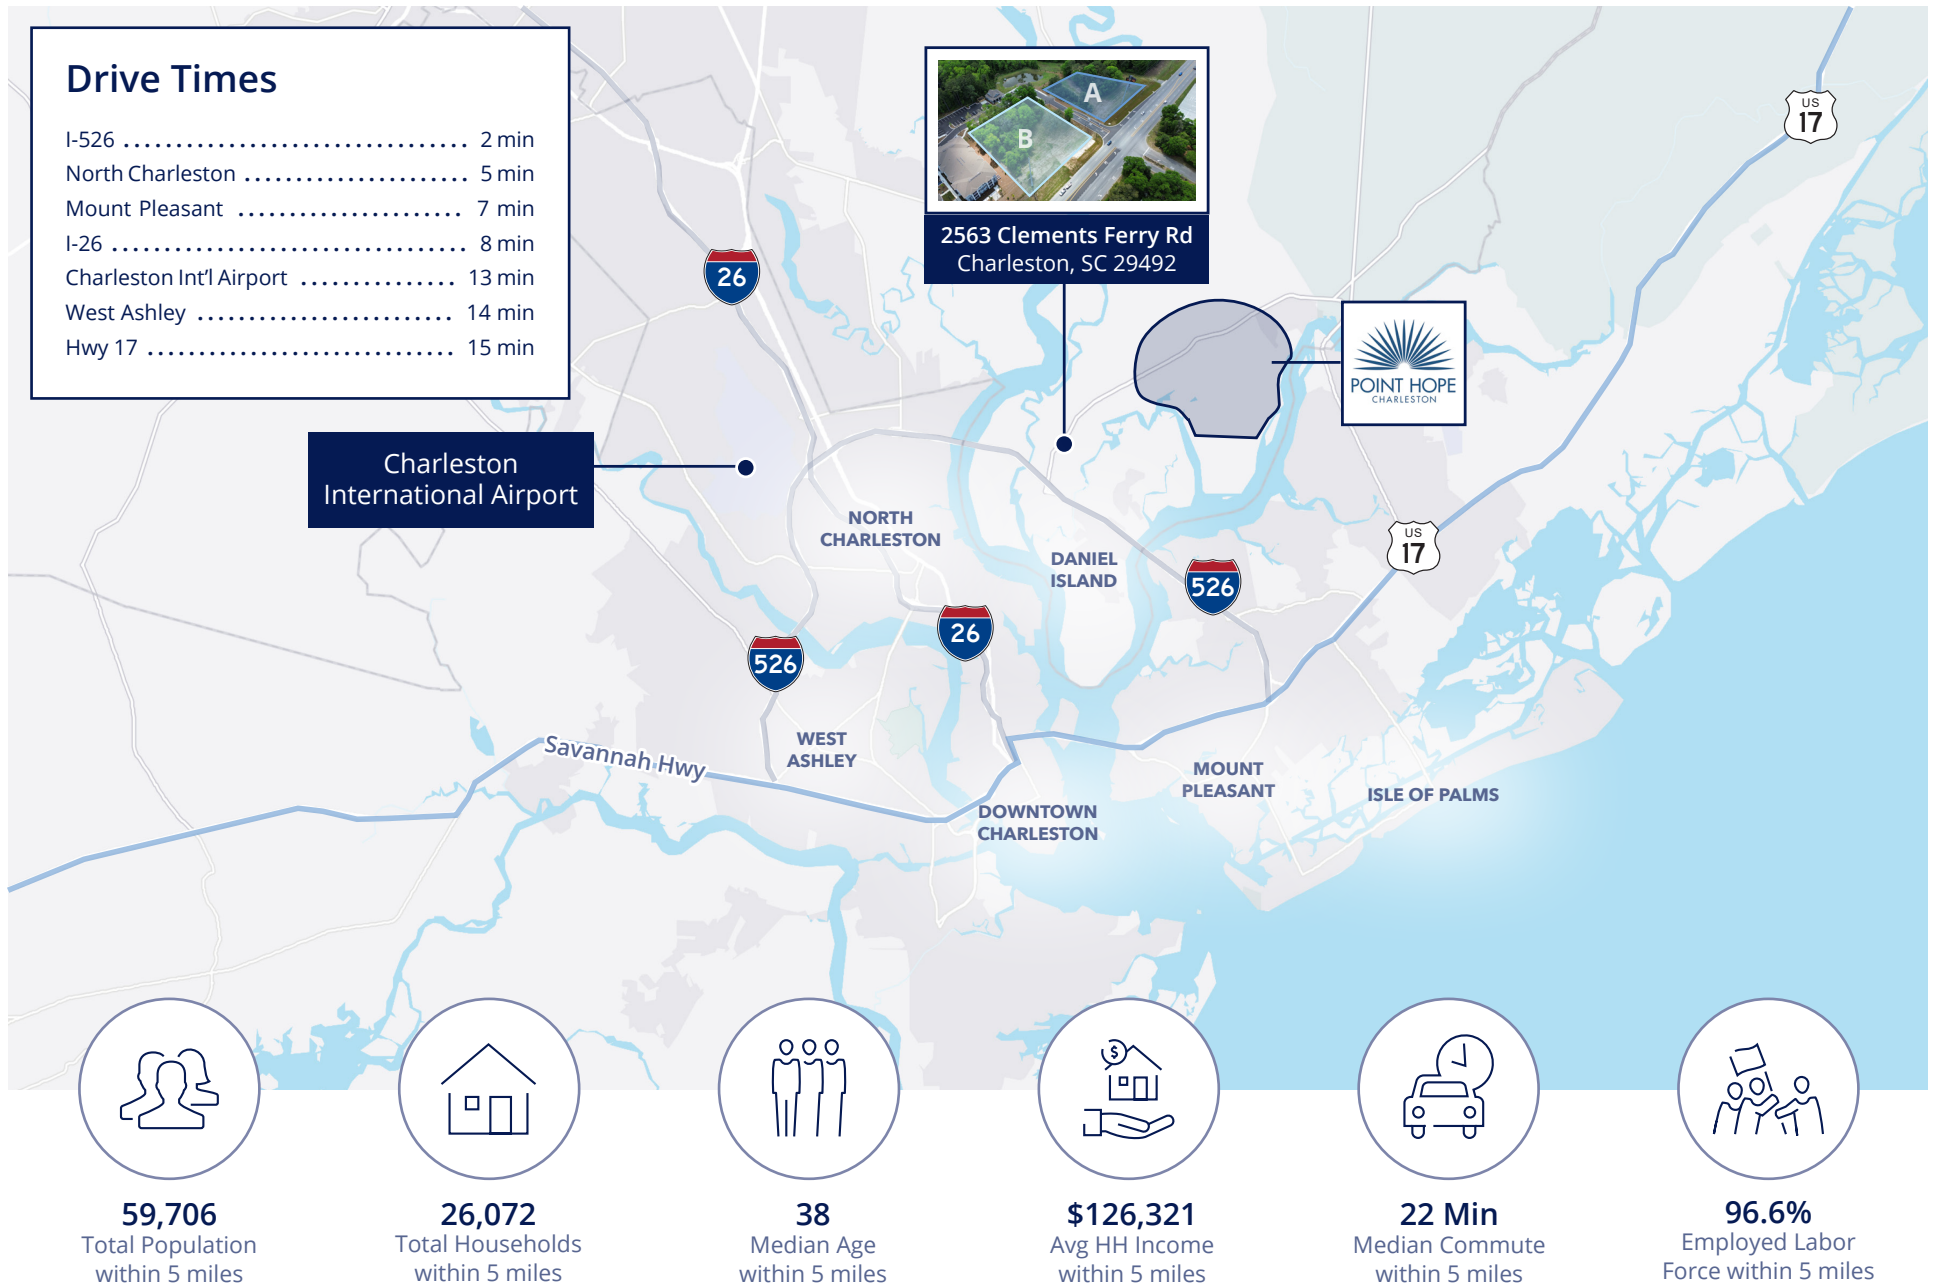 Drive Times
I-526 ................................. 2 min
North Charleston ...................... 5 min
Mount Pleasant ...................... 7 min
I-26 ................................... 8 min
Charleston Int'l Airport ............... 13 min
West Ashley ......................... 14 min
Hwy 17 .............................. 15 min
A
B
2563 Clements Ferry Rd
Charleston, SC 29492
US
17
26
POINT HOPE
CHARLESTON
Charleston
International Airport
NORTH
CHARLESTON
DANIEL
ISLAND
US
17
526
26
526
WEST
ASHLEY
Savannah Hwy
MOUNT
PLEASANT
ISLE OF PALMS
DOWNTOWN
CHARLESTON
$
59,706
Total Population
within 5 miles
26,072
Total Households
within 5 miles
38
Median Age
within 5 miles
$126,321
Avg HH Income
within 5 miles
22 Min
Median Commute
within 5 miles
96.6%
Employed Labor
Force within 5 miles